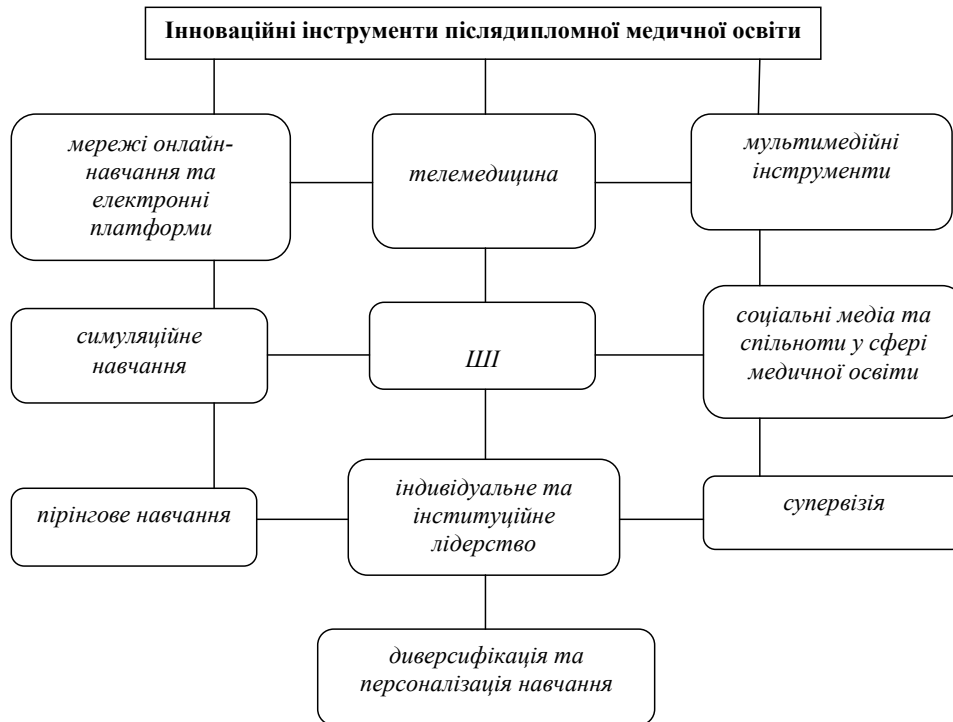 Інноваційні інструменти післядипломної медичної освіти
мережі онлайн-
навчання та
електронні
платформи
телемедицина
мультимедійні
інструменти
симуляційне
навчання
ШІ
соціальні медіа та
спільноти у сфері
медичної освіти
пірінгове навчання
індивідуальне та
інституційне
лідерство
супервізія
диверсифікація та
персоналізація навчання